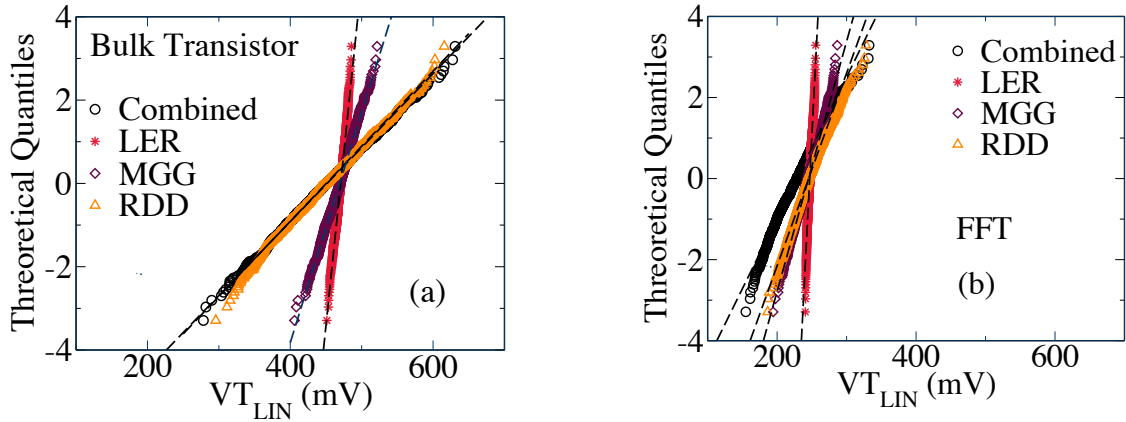 4
2
0
-2
-4
Threoretical Quantiles
Bulk Transistor
Combined
LER
MGG
RDD
(a)
200 400 600
VT_LIN (mV)
4
2
0
-2
-4
Threoretical Quantiles
Combined
LER
MGG
RDD
FFT
(b)
200 400 600
VT_LIN (mV)